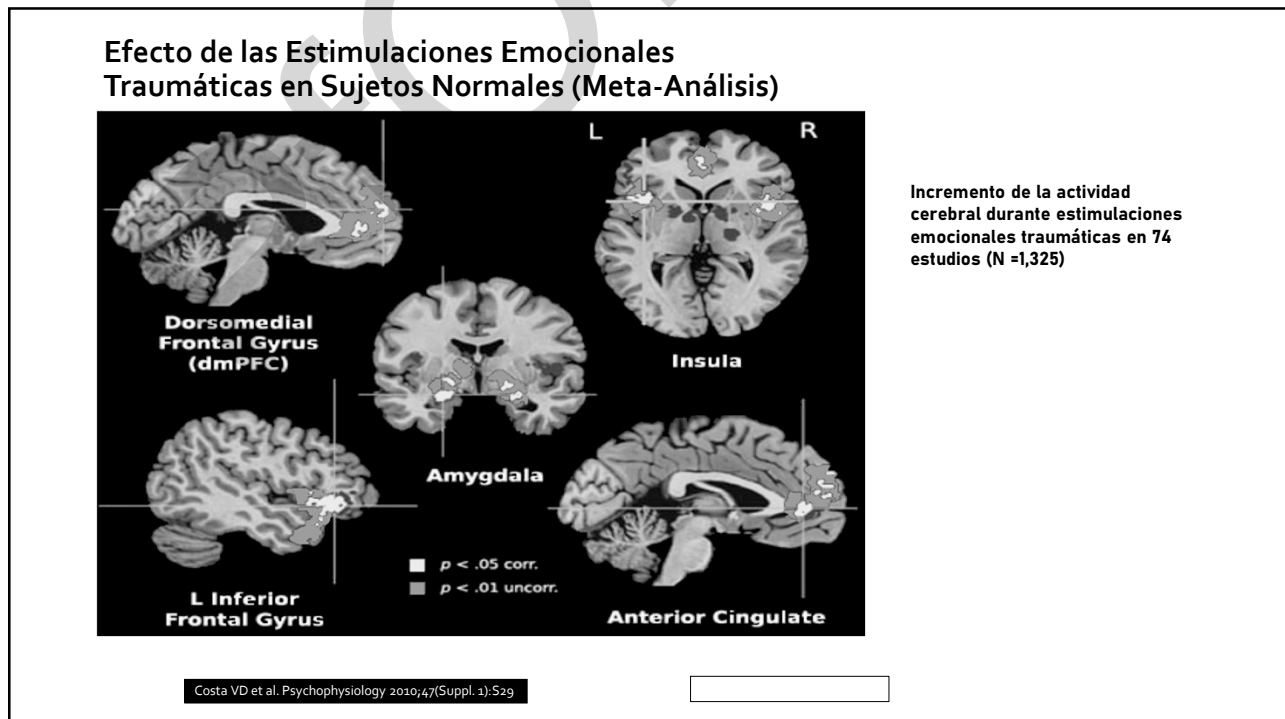 Efecto de las Estimulaciones Emocionales
Traumáticas en Sujetos Normales (Meta-Análisis)
L
R
Dorsomedial
Frontal Gyrus
(dmPFC)
Insula
Incremento de la actividad
cerebral durante estimulaciones
emocionales traumáticas en 74
estudios (N =1,325)
Amygdala
L Inferior
Frontal Gyrus
p < .05 corr.
p < .01 uncorr.
Anterior Cingulate
Costa VD et al. Psychophysiology 2010;47(Suppl. 1):S29